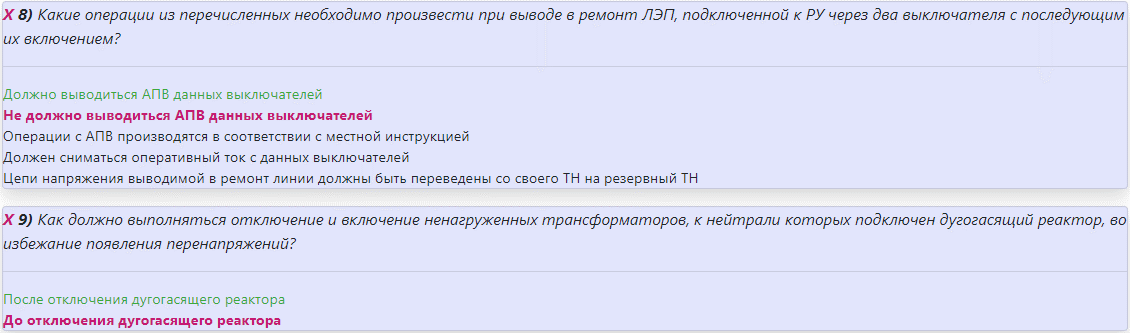 X 8) Какие операции из перечисленных необходимо произвести при выводе в ремонт ЛЭП, подключенной к РУ через два выключателя с последующим
их включением?
Должно выводиться АПВ данных выключателей
Не должно выводиться АПВ данных выключателей
Операции с АПВ производятся в соответствии с местной инструкцией
Должен сниматься оперативный ток с данных выключателей
Цепи напряжения выводимой в ремонт линии должны быть переведены со своего ТН на резервный ТН
X 9) Как должно выполняться отключение и включение ненагруженных трансформаторов, к нейтрали которых подключен дугогасящий реактор, во
избежание появления перенапряжений?
После отключения дугогасящего реактора
До отключения дугогасящего реактора